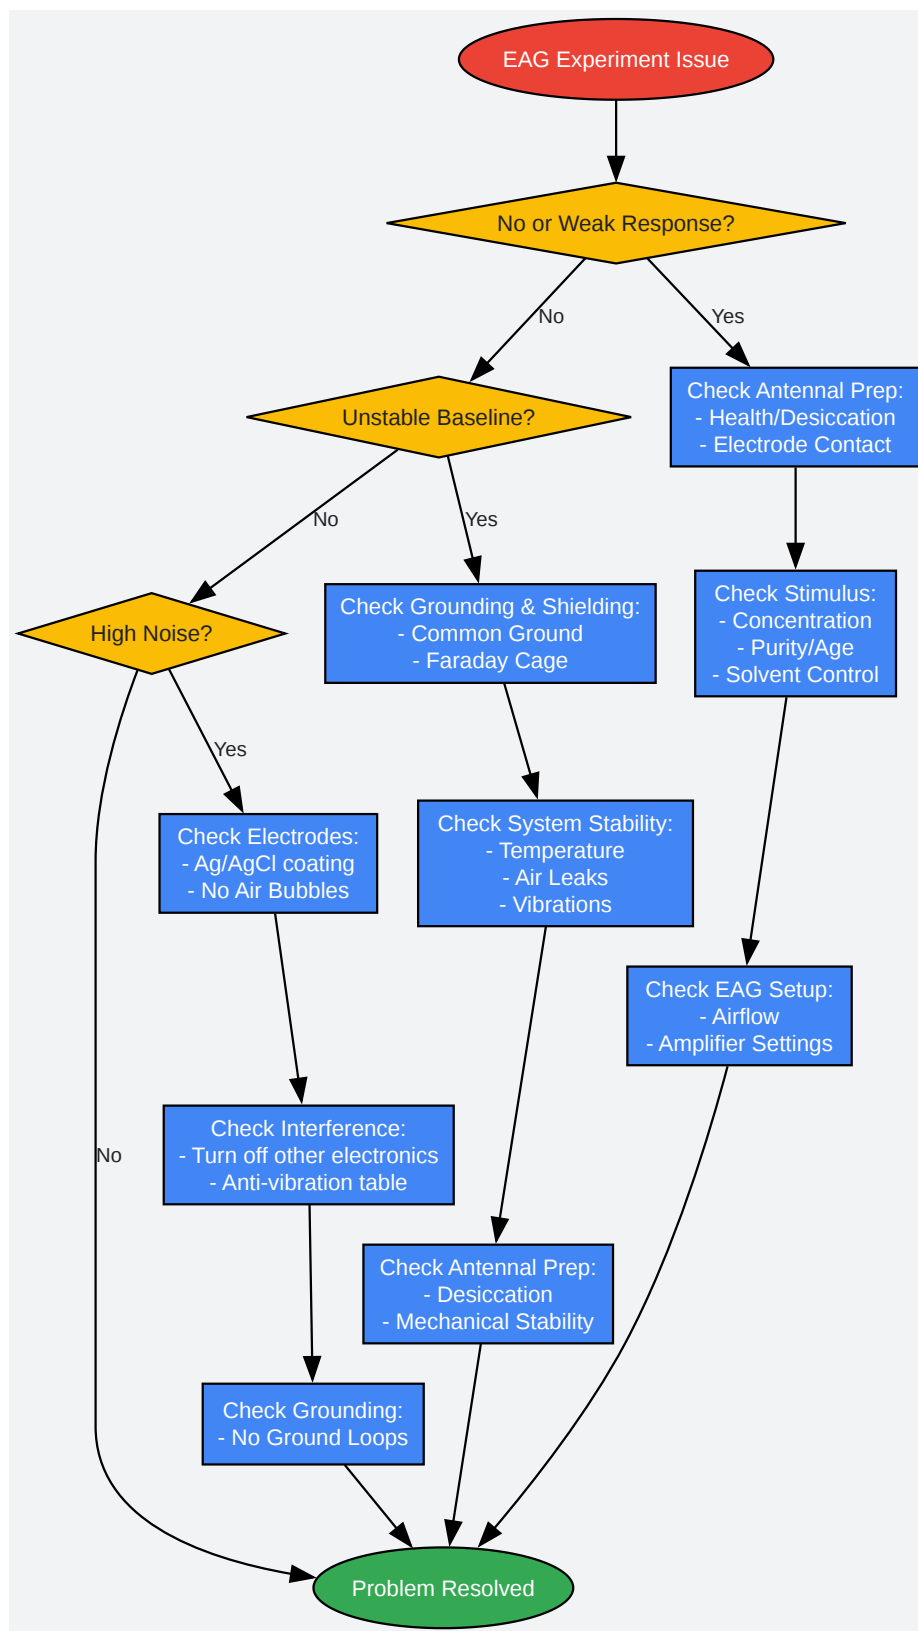 EAG Experiment Issue
No or Weak Response?
No
Yes
Check Antennal Prep:
- Health/Desiccation
- Electrode Contact
Unstable Baseline?
No
Yes
Check Stimulus:
- Concentration
- Purity/Age
- Solvent Control
High Noise?
Check Grounding & Shielding:
- Common Ground
- Faraday Cage
Yes
Check Electrodes:
- Ag/AgCl coating
- No Air Bubbles
Check System Stability:
- Temperature
- Air Leaks
- Vibrations
Check EAG Setup:
- Airflow
- Amplifier Settings
No
Check Interference:
- Turn off other electronics
- Anti-vibration table
Check Antennal Prep:
- Desiccation
- Mechanical Stability
Check Grounding:
- No Ground Loops
Problem Resolved